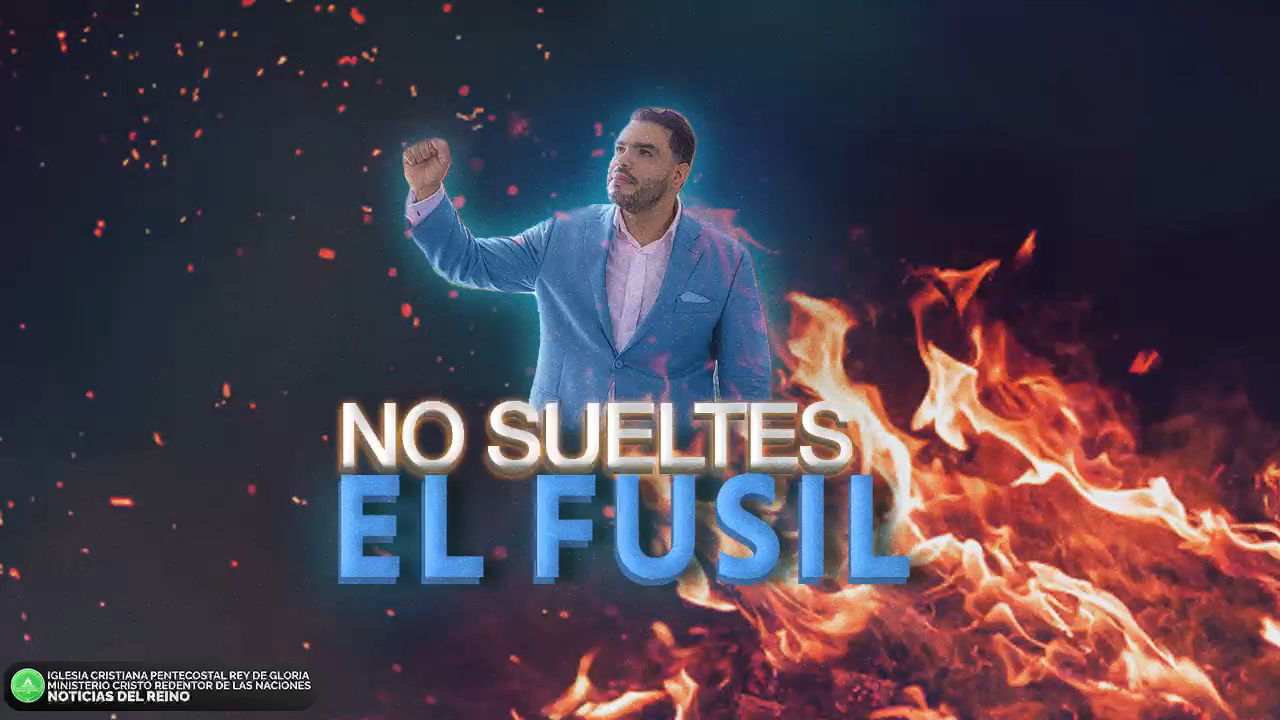 NO SUELTES
EL FUSIL
IGLESIA CRISTIANA PENTECOSTAL REY DE GLORIA
MINISTERIO CRISTO REDENTOR DE LAS NACIONES
NOTICIAS DEL REINO